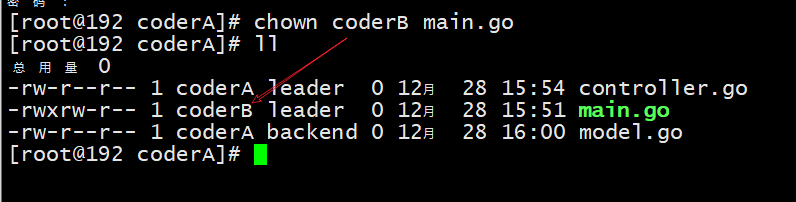 密码：
[root@192 coderA]# chown coderB main.go
[root@192 coderA]# ll
总用量 0
-rw-r--r-- 1 coderA leader 0 12月 28 15:54 controller.go
-rwxrw-r-- 1 coderB leader 0 12月 28 15:51 main.go
-rw-r--r-- 1 coderA backend 0 12月 28 16:00 model.go
[root@192 coderA]#